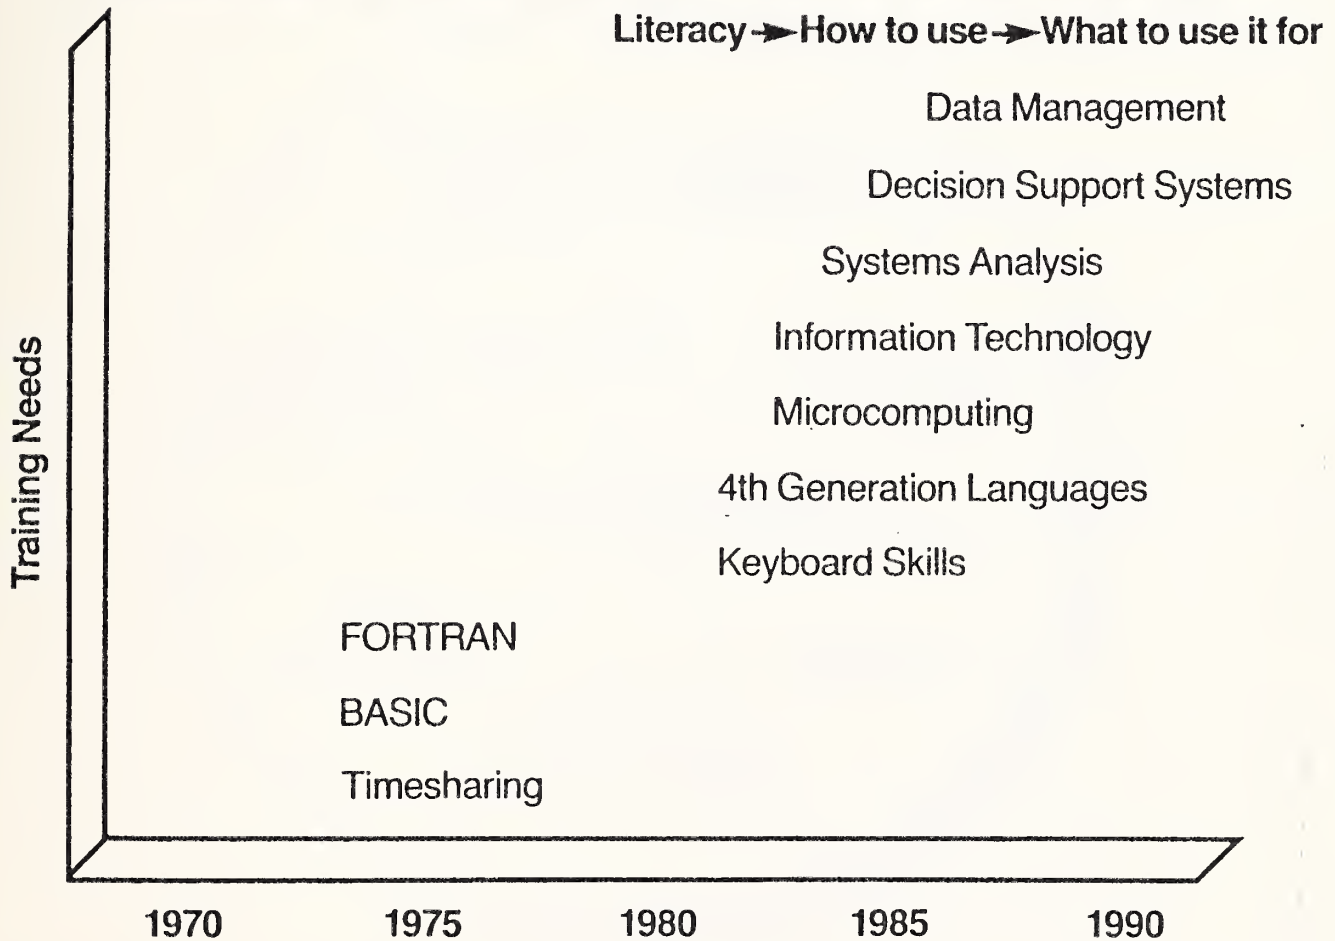 Literacy→How to use→What to use it for
Data Management
Decision Support Systems
Systems Analysis
Information Technology
Microcomputing
4th Generation Languages
Keyboard Skills
FORTRAN
BASIC
Timesharing
Training Needs
1970 1975 1980 1985 1990